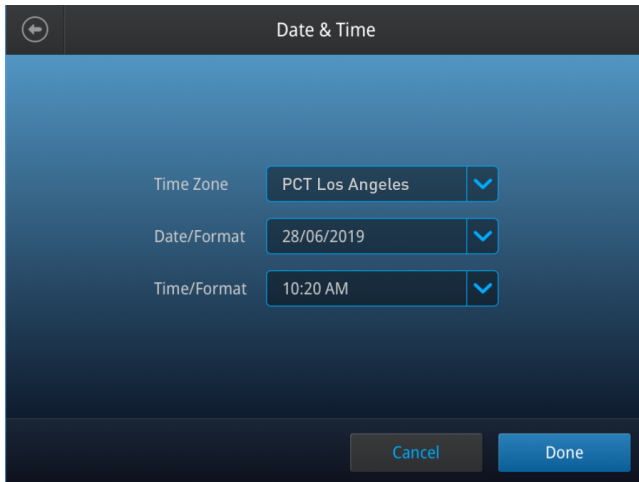 Date & Time
Time Zone PCT Los Angeles
Date/Format 28/06/2019
Time/Format 10:20 AM
Cancel Done